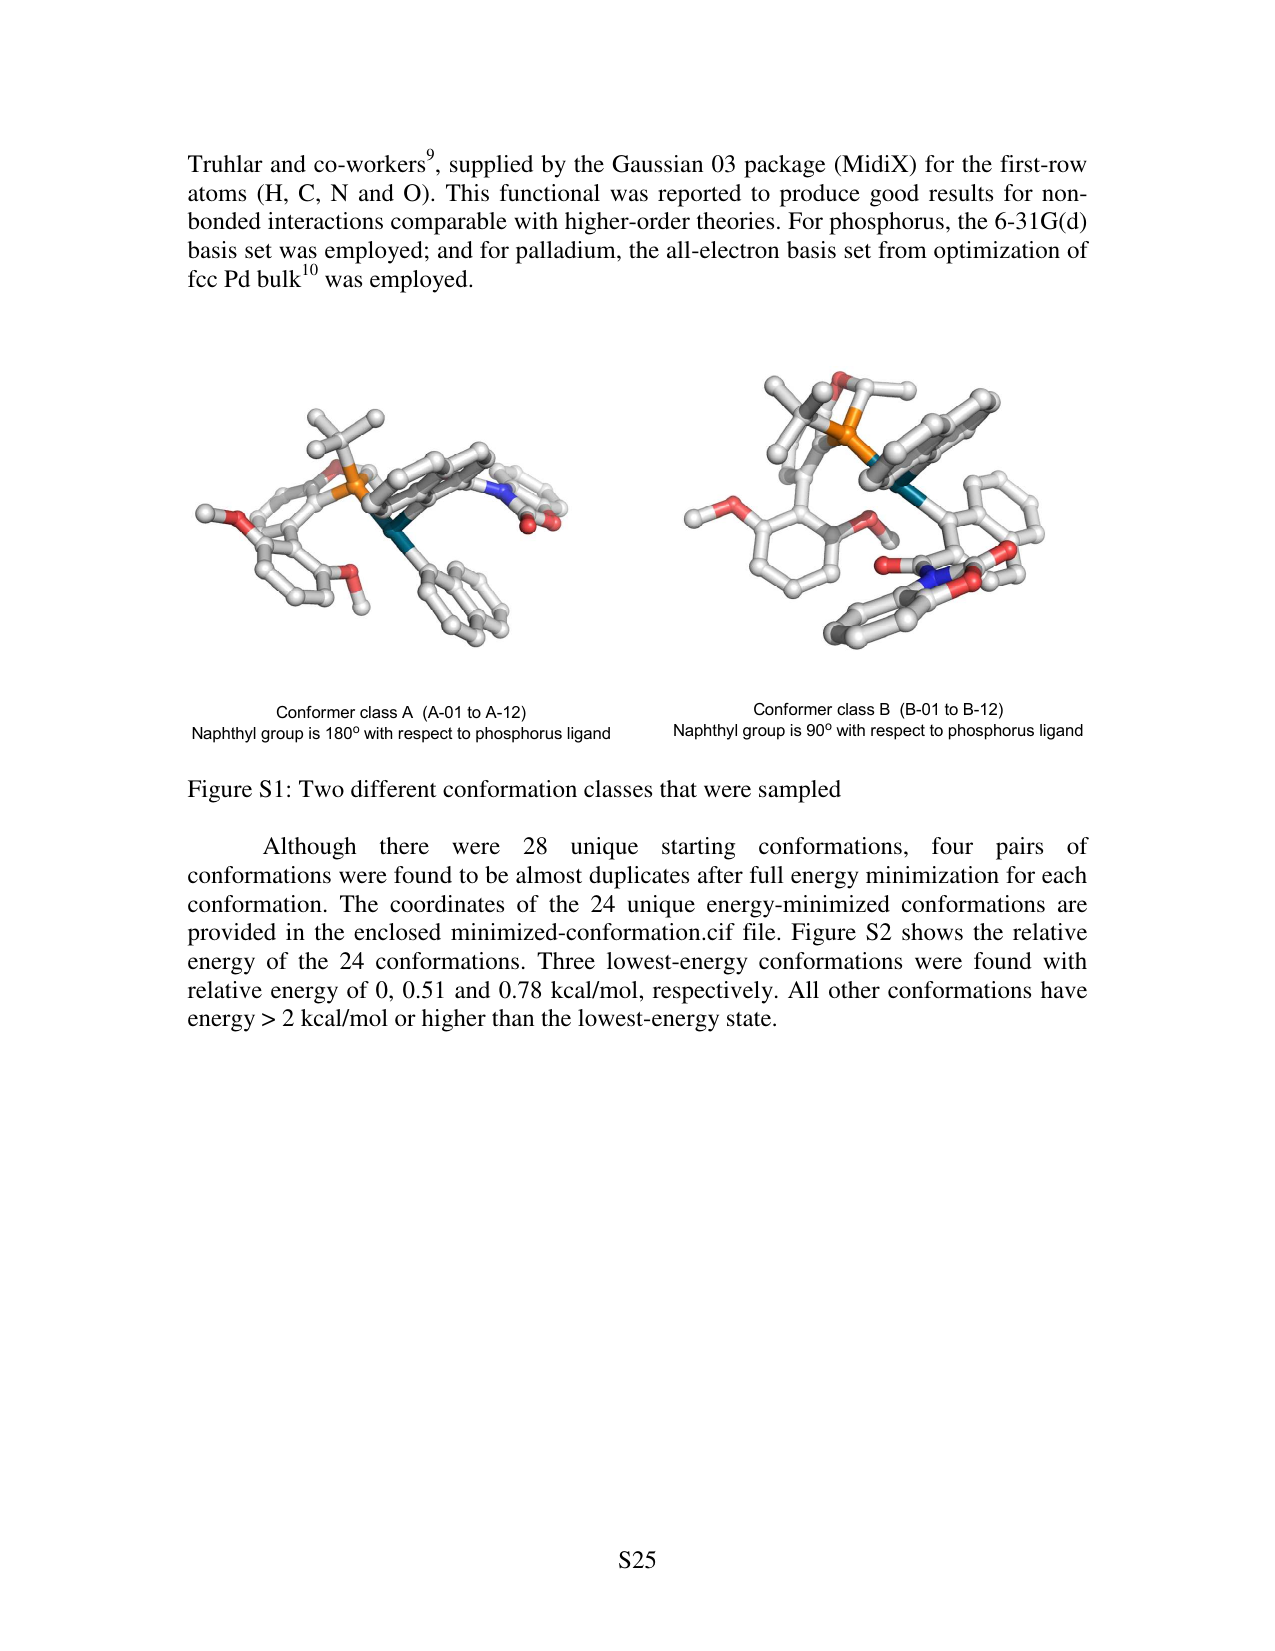 Truhlar and co-workers9, supplied by the Gaussian 03 package (MidiX) for the first-row
atoms (H, C, N and O). This functional was reported to produce good results for non-
bonded interactions comparable with higher-order theories. For phosphorus, the 6-31G(d)
basis set was employed; and for palladium, the all-electron basis set from optimization of
fcc Pd bulk10 was employed.
Conformer class A (A-01 to A-12)
Naphthyl group is 180o with respect to phosphorus ligand
Conformer class B (B-01 to B-12)
Naphthyl group is 90o with respect to phosphorus ligand
Figure S1: Two different conformation classes that were sampled
Although there were 28 unique starting conformations, four pairs of
conformations were found to be almost duplicates after full energy minimization for each
conformation. The coordinates of the 24 unique energy-minimized conformations are
provided in the enclosed minimized-conformation.cif file. Figure S2 shows the relative
energy of the 24 conformations. Three lowest-energy conformations were found with
relative energy of 0, 0.51 and 0.78 kcal/mol, respectively. All other conformations have
energy > 2 kcal/mol or higher than the lowest-energy state.
S25